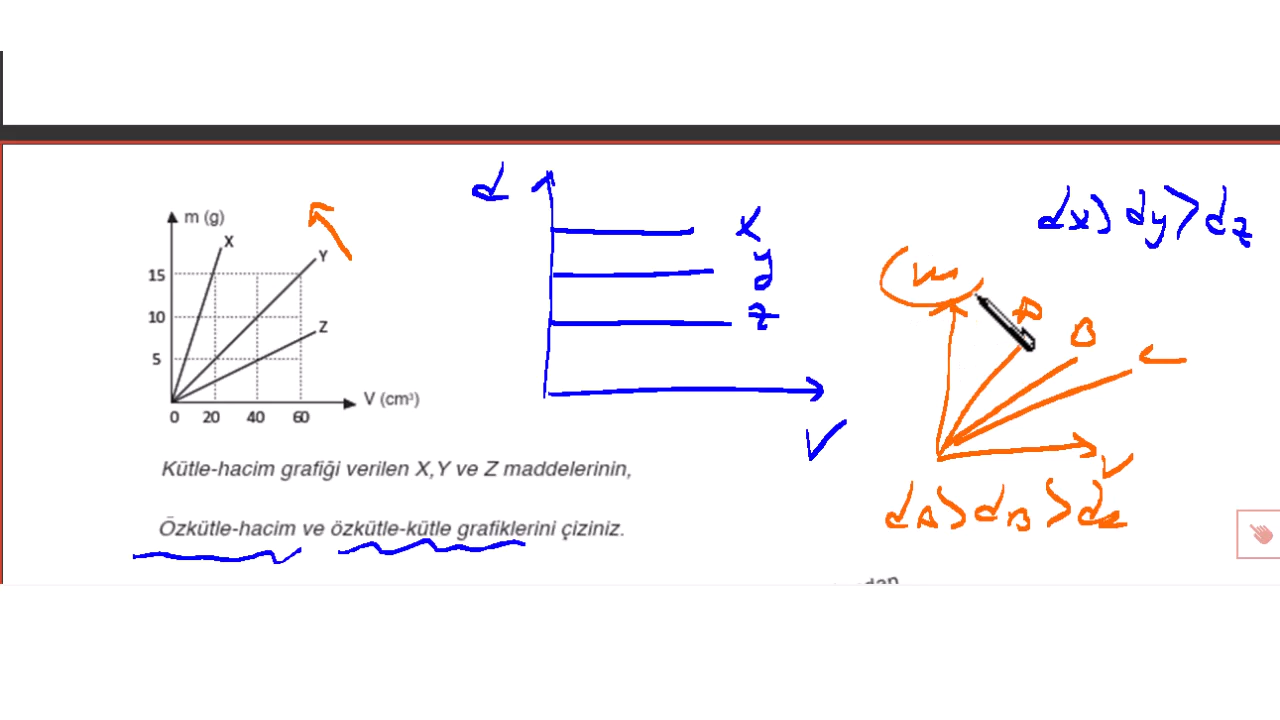 m (g)
X
Y
15
10
Z
5
V (cm³)
0 20 40 60
Kütle-hacim grafiği verilen X,Y ve Z maddelerinin,
Özkütle-hacim ve özkütle-kütle grafiklerini çiziniz.
d
X
y
z
V
dx > dy > dz
m
A
B
C
V
dA > dB > dc